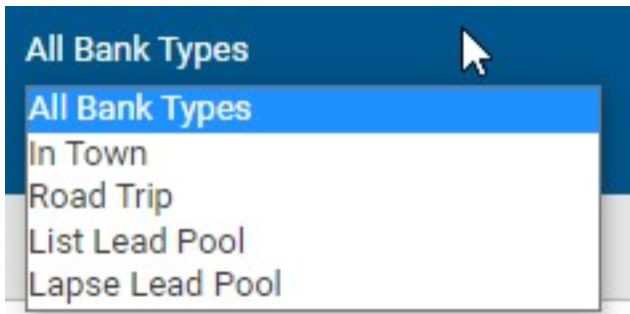 All Bank Types
All Bank Types
In Town
Road Trip
List Lead Pool
Lapse Lead Pool